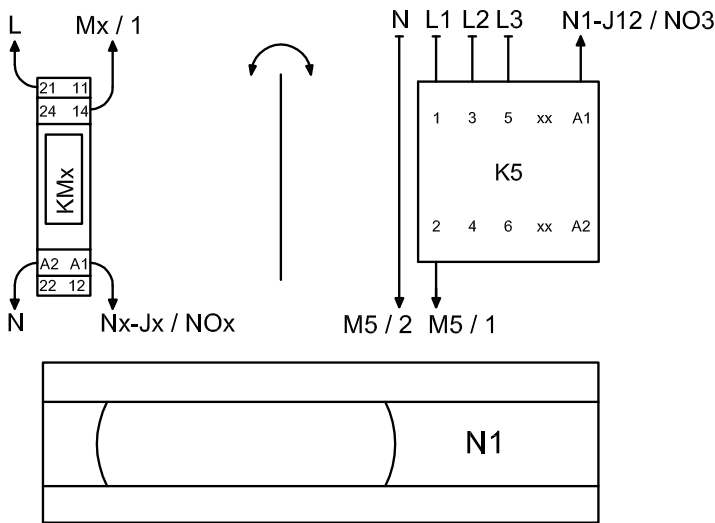 L Mx / 1
21 11
24 14
KMx
A2 A1
22 12
N Nx-Jx / NOx
N L1 L2 L3 N1-J12 / NO3
1 3 5 xx A1
K5
2 4 6 xx A2
M5 / 2 M5 / 1
N1